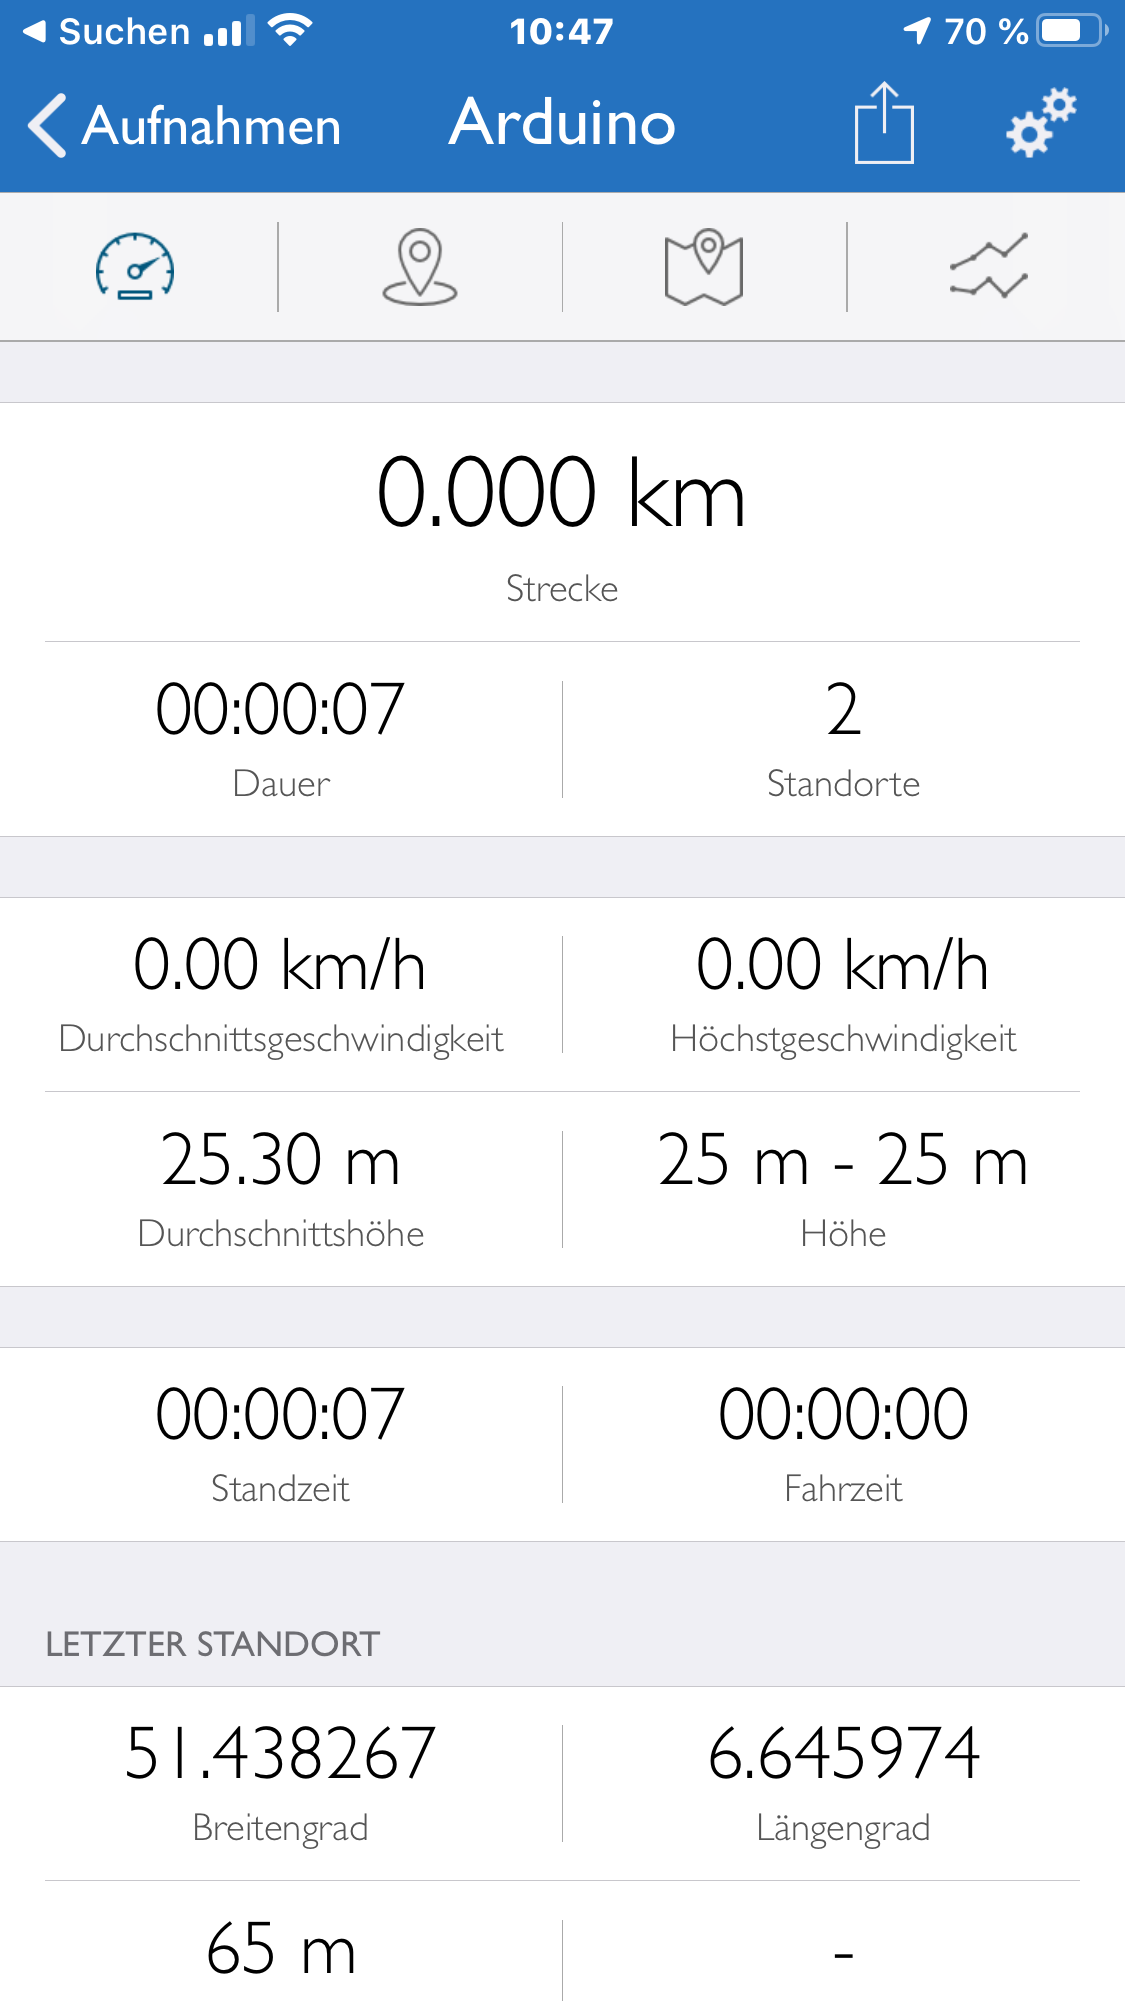 Suchen 10:47 70 %
Aufnahmen Arduino
0.000 km
Strecke
00:00:07 2
Dauer Standorte
0.00 km/h 0.00 km/h
Durchschnittsgeschwindigkeit Höchstgeschwindigkeit
25.30 m 25 m - 25 m
Durchschnittshöhe Höhe
00:00:07 00:00:00
Standzeit Fahrzeit
LETZTER STANDORT
51.438267 6.645974
Breitengrad Längengrad
65 m -